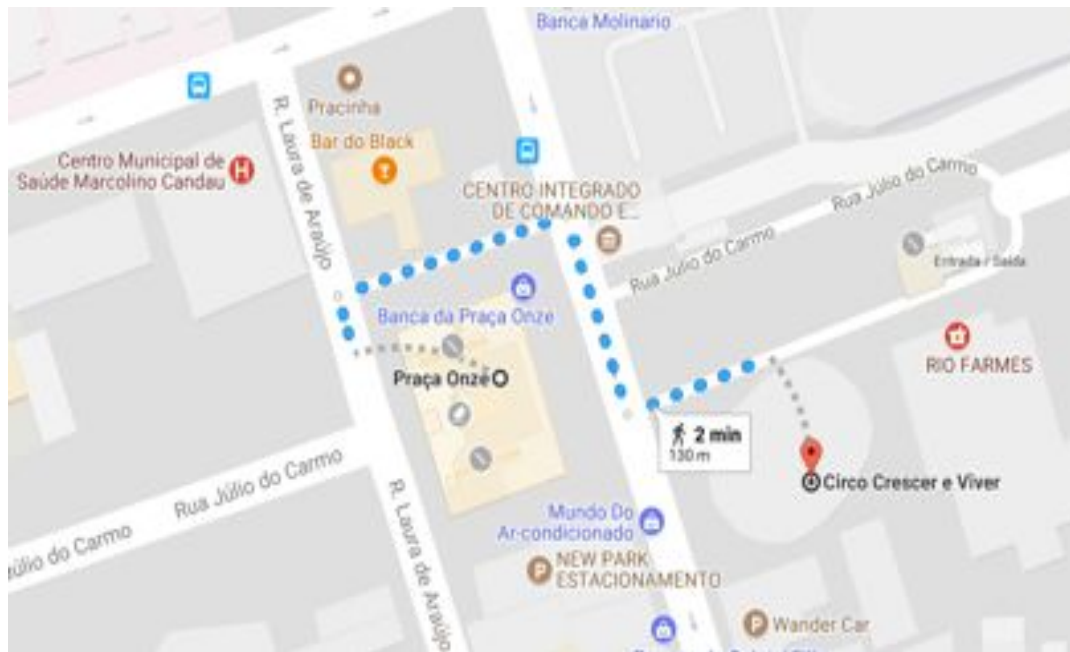 Banca Molinario
Pracinha
Bar do Black
R. Laura de Araújo
Centro Municipal de
Saúde Marcolino Candau
H
CENTRO INTEGRADO
DE COMANDO E...
Rua Júlio do Carmo
Rua Júlio do Carmo
Entrada / Saída
Banca da Praça Onze
Praça Onze
RIO FARMES
2 min
130 m
Circo Crescer e Viver
Rua Júlio do Carmo
Júlio do Carmo
R. Laura de Araújo
Mundo Do
Ar-condicionado
P
NEW PARK
ESTACIONAMENTO
P
Wander Car